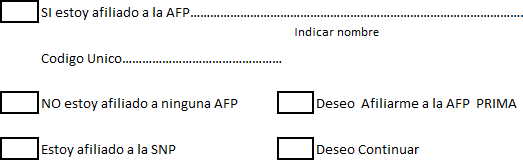 SI estoy afiliado a la AFP……………………………………………………………………………
Indicar nombre
Codigo Unico……………………………………
NO estoy afiliado a ninguna AFP
Deseo Afiliarme a la AFP PRIMA
Estoy afiliado a la SNP
Deseo Continuar